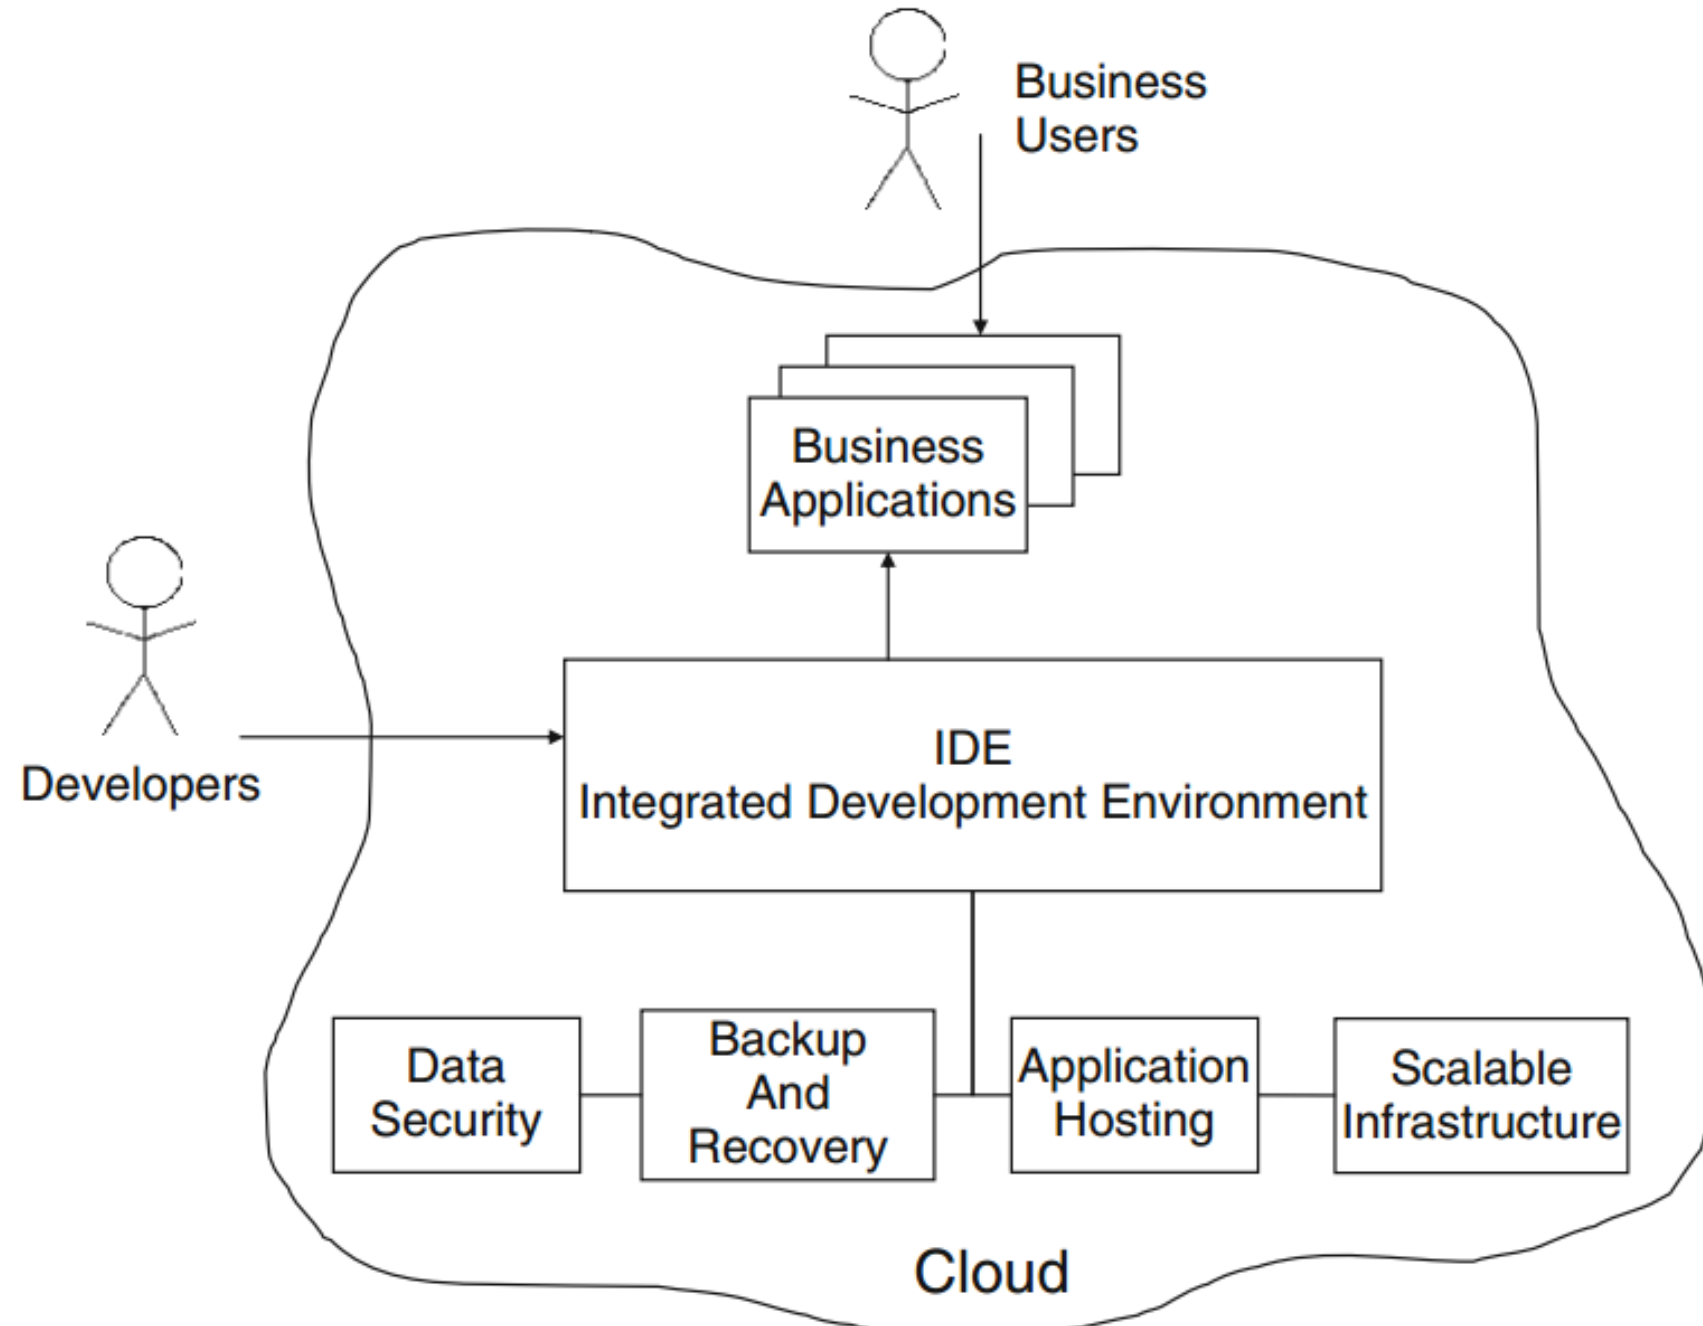 Business
Users
Business
Applications
Developers
IDE
Integrated Development Environment
Data
Security
Backup
And
Recovery
Application
Hosting
Scalable
Infrastructure
Cloud